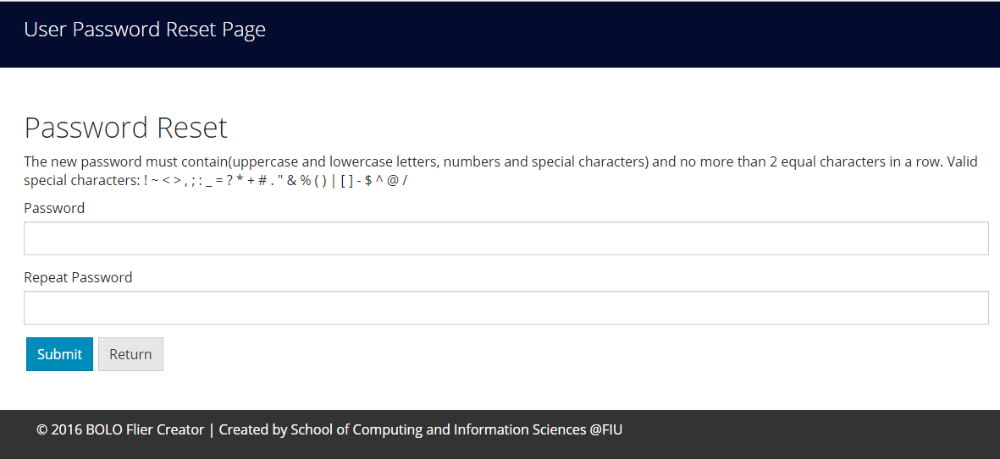 User Password Reset Page
Password Reset
The new password must contain(uppercase and lowercase letters, numbers and special characters) and no more than 2 equal characters in a row. Valid
special characters: ! ~ < > , ; : _ = ? * + # . " & % ( ) | [ ] - $ ^ @ /
Password
Repeat Password
Submit Return
© 2016 BOLO Flier Creator | Created by School of Computing and Information Sciences @FIU